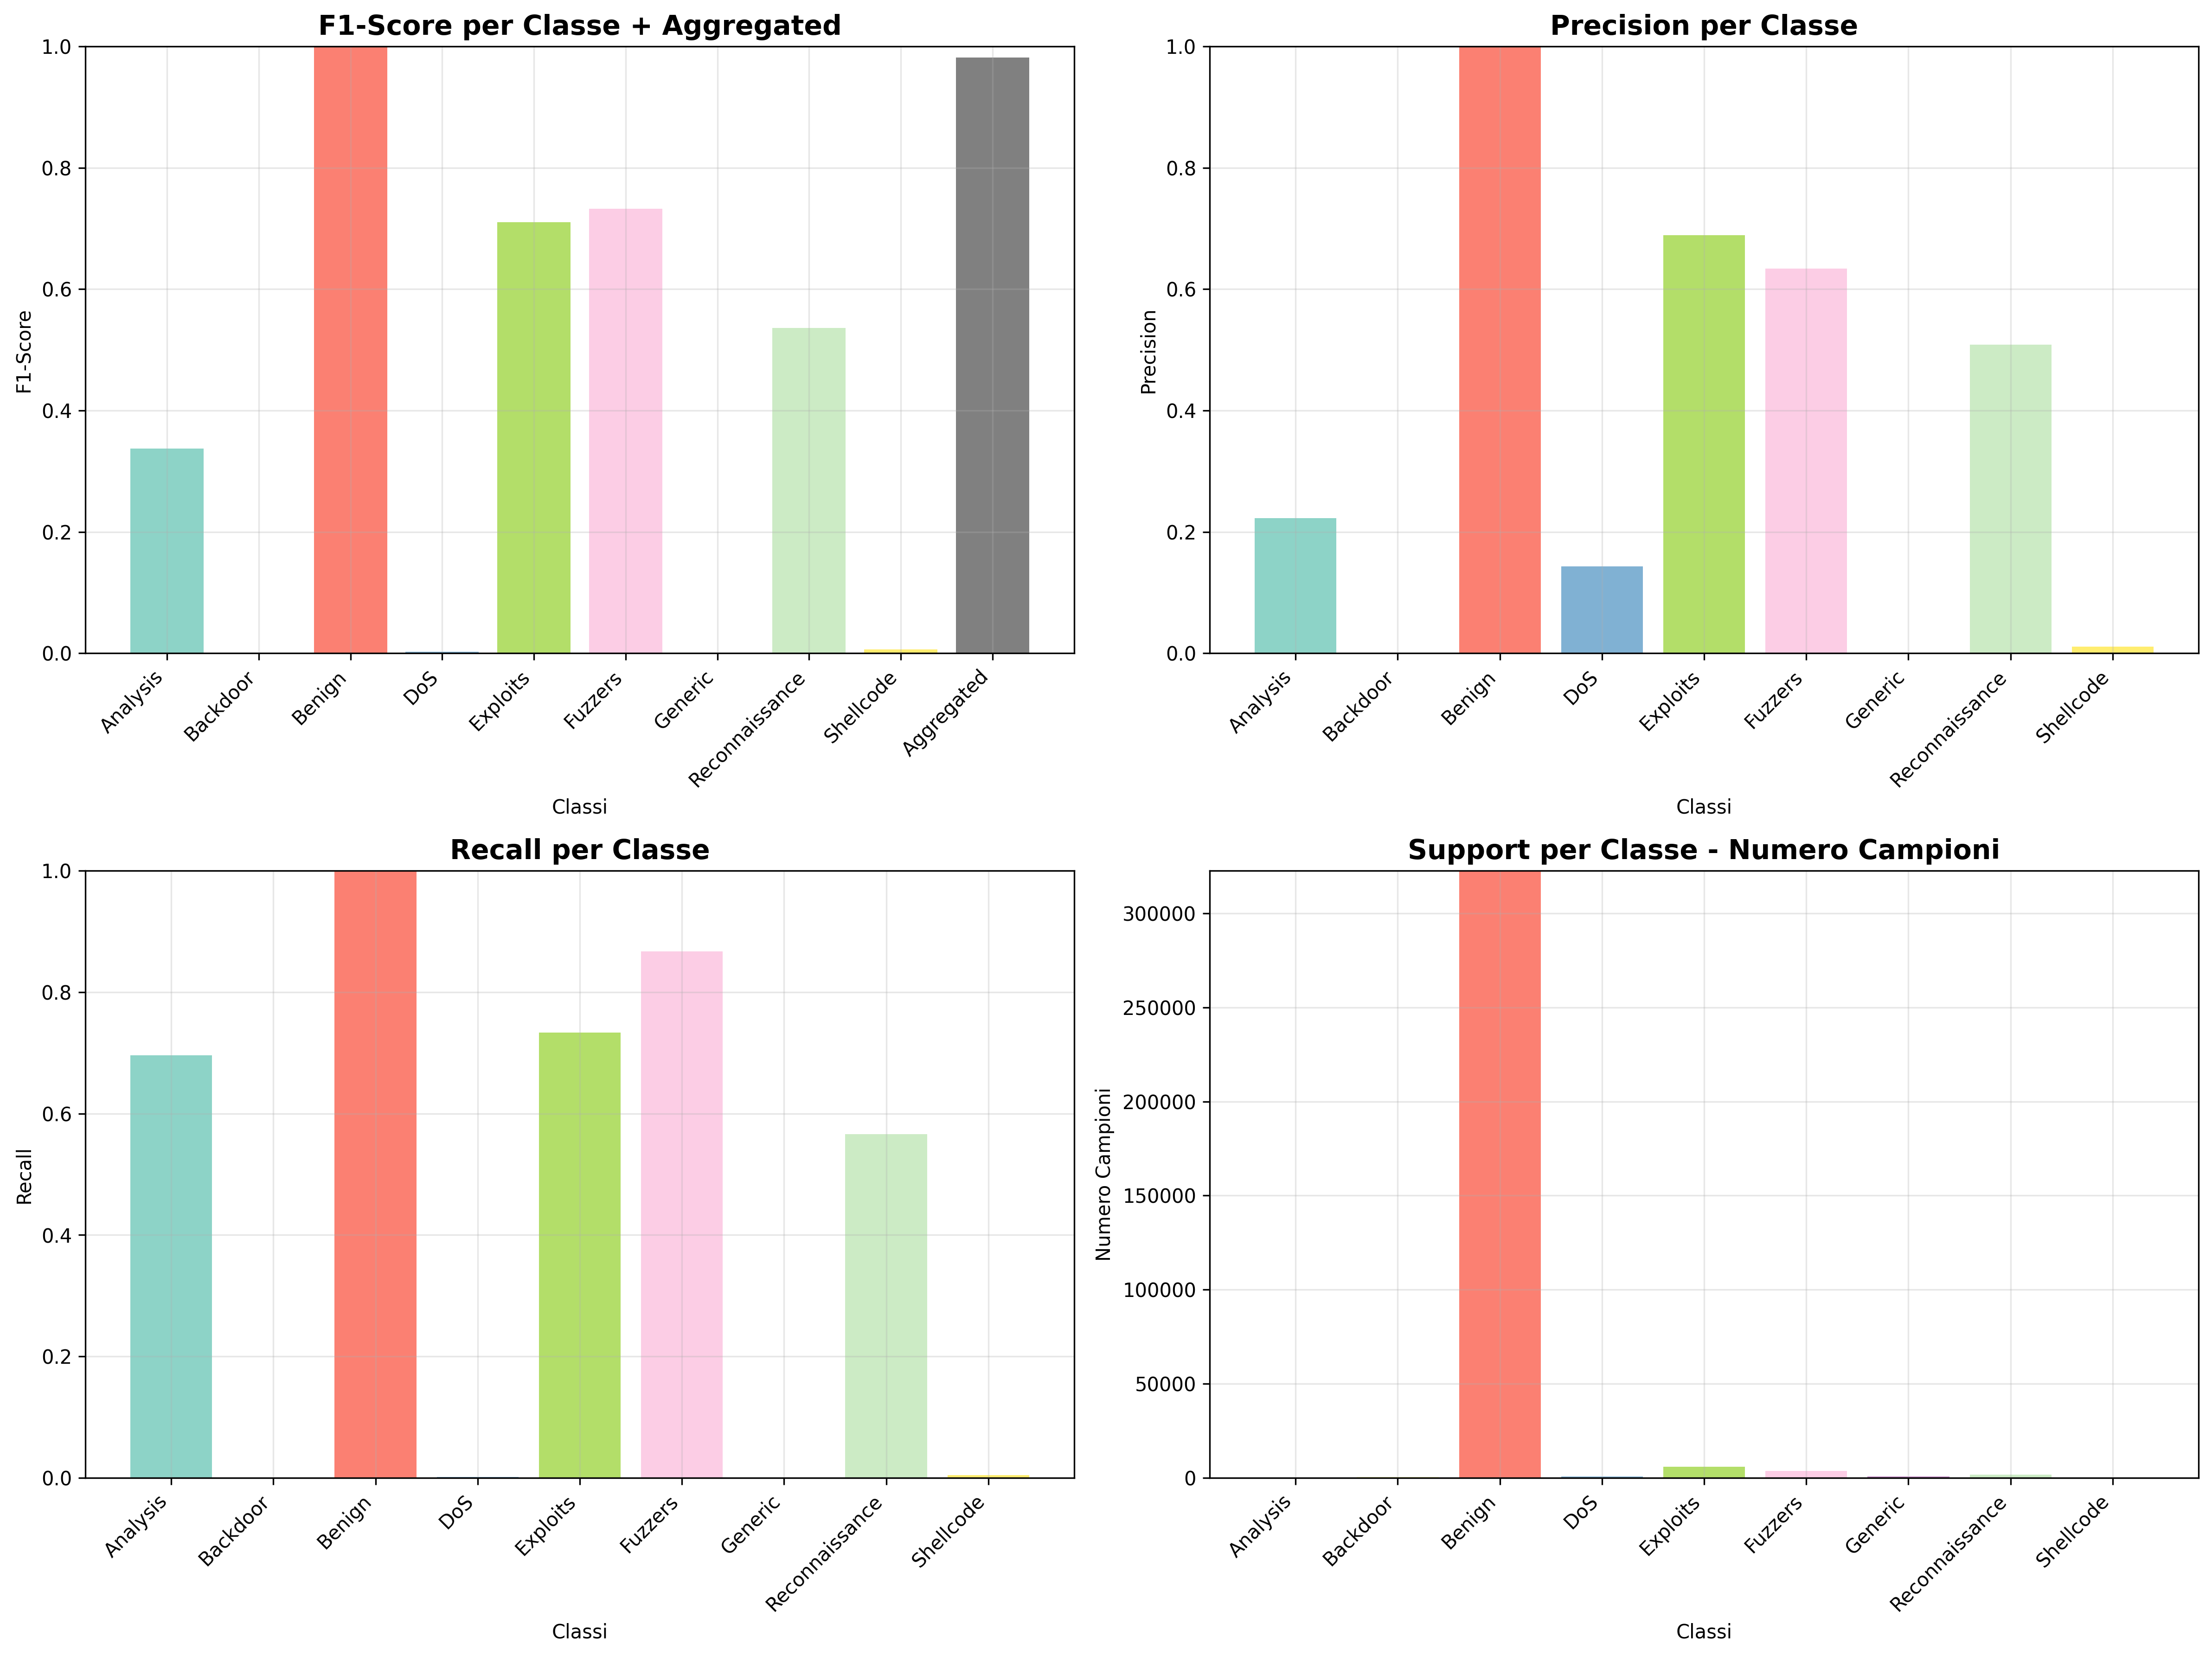 F1-Score per Classe + Aggregated
F1-Score
1.0
0.8
0.6
0.4
0.2
0.0
Analysis
Backdoor
Benign
DoS
Exploits
Fuzzers
Generic
Reconnaissance
Shellcode
Aggregated
Classi
Precision per Classe
Precision
1.0
0.8
0.6
0.4
0.2
0.0
Analysis
Backdoor
Benign
DoS
Exploits
Fuzzers
Generic
Reconnaissance
Shellcode
Classi
Recall per Classe
Recall
1.0
0.8
0.6
0.4
0.2
0.0
Analysis
Backdoor
Benign
DoS
Exploits
Fuzzers
Generic
Reconnaissance
Shellcode
Classi
Support per Classe - Numero Campioni
Numero Campioni
300000
250000
200000
150000
100000
50000
0
Analysis
Backdoor
Benign
DoS
Exploits
Fuzzers
Generic
Reconnaissance
Shellcode
Classi